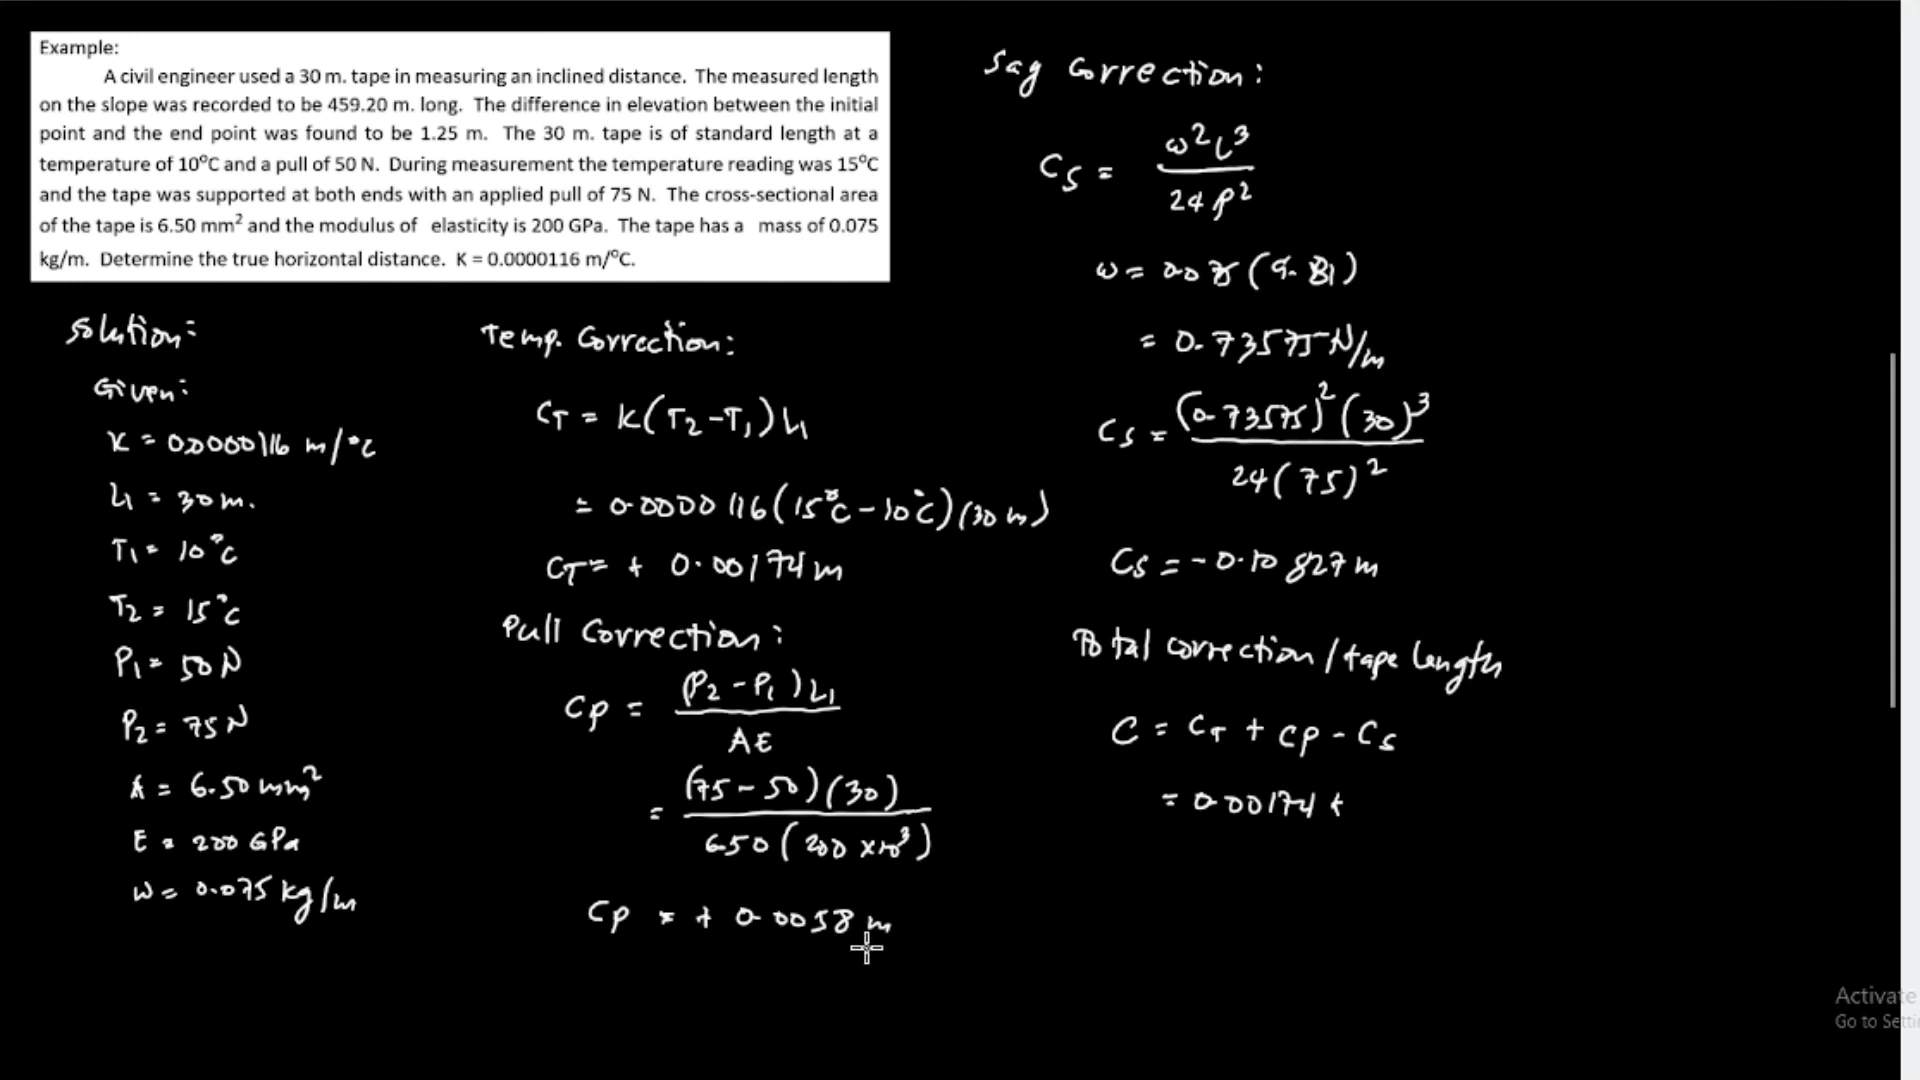 Example:
A civil engineer used a 30 m. tape in measuring an inclined distance. The measured length
on the slope was recorded to be 459.20 m. long. The difference in elevation between the initial
point and the end point was found to be 1.25 m. The 30 m. tape is of standard length at a
temperature of 10⁰C and a pull of 50 N. During measurement the temperature reading was 15⁰C
and the tape was supported at both ends with an applied pull of 75 N. The cross-sectional area
of the tape is 6.50 mm² and the modulus of elasticity is 200 GPa. The tape has a mass of 0.075
kg/m. Determine the true horizontal distance. K = 0.0000116 m/⁰C.
Solution:
Given:
K = 0.0000116 m/°C
L₁ = 30 m.
T₁ = 10°C
T₂ = 15°C
P₁ = 50 N
P₂ = 75 N
A = 6.50 mm²
E = 200 GPa
W = 0.075 kg/m
Temp. Correction:
C_T = K(T₂-T₁)L₁
= 0.0000116(15°C-10°C)(30 m)
C_T = + 0.00174 m
Pull Correction:
Cp = (P₂-P₁)L₁
AE
= (75-50)(30)
6.50(200 x10³)
Cp = + 0.0058 m
Sag Correction:
Cs = ω²L³
24P²
ω = 0.075(9.81)
= 0.73575 N/m
Cs = (0.73575)²(30)³
24(75)²
Cs = -0.10827 m
Total correction/tape length
C = C_T + Cp - Cs
= 0.00174 +
Activate
Go to Setti